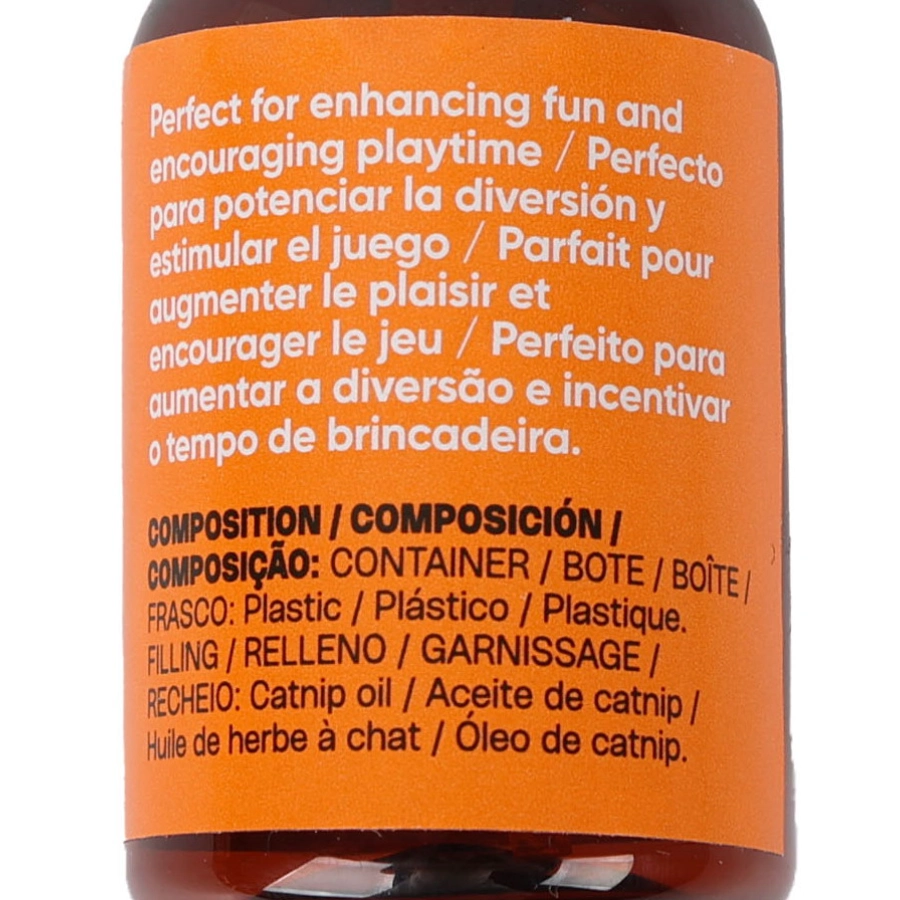 Perfect for enhancing fun and
encouraging playtime / Perfecto
para potenciar la diversión y
estimular el juego / Parfait pour
augmenter le plaisir et
encourager le jeu / Perfeito para
aumentar a diversão e incentivar
o tempo de brincadeira.
COMPOSITION / COMPOSICIÓN /
COMPOSIÇÃO: CONTAINER / BOTE / BOÎTE /
FRASCO: Plastic / Plástico / Plastique.
FILLING / RELLENO / GARNISSAGE /
RECHEIO: Catnip oil / Aceite de catnip /
Huile de herbe à chat / Óleo de catnip.